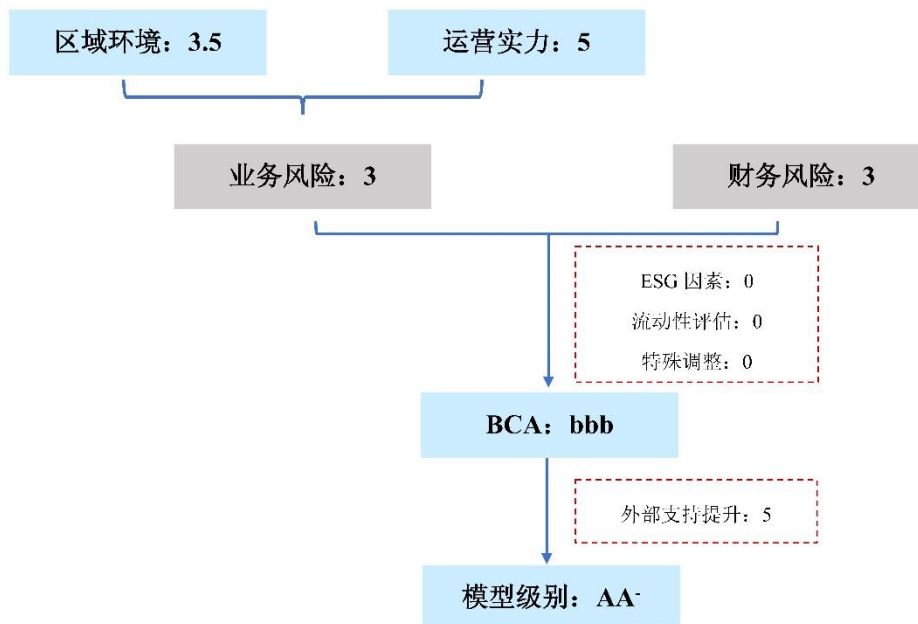 区域环境：3.5
运营实力：5
业务风险：3
财务风险：3
ESG 因素：0
流动性评估：0
特殊调整：0
BCA：bbb
外部支持提升：5
模型级别：AA-